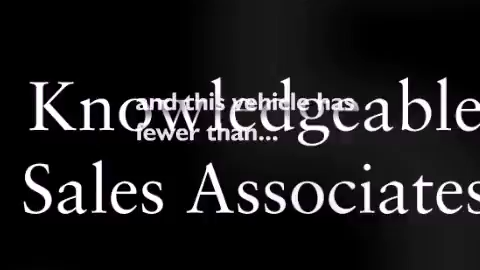 Knowledgeable
Sales Associates
and this vehicle has
fewer than...